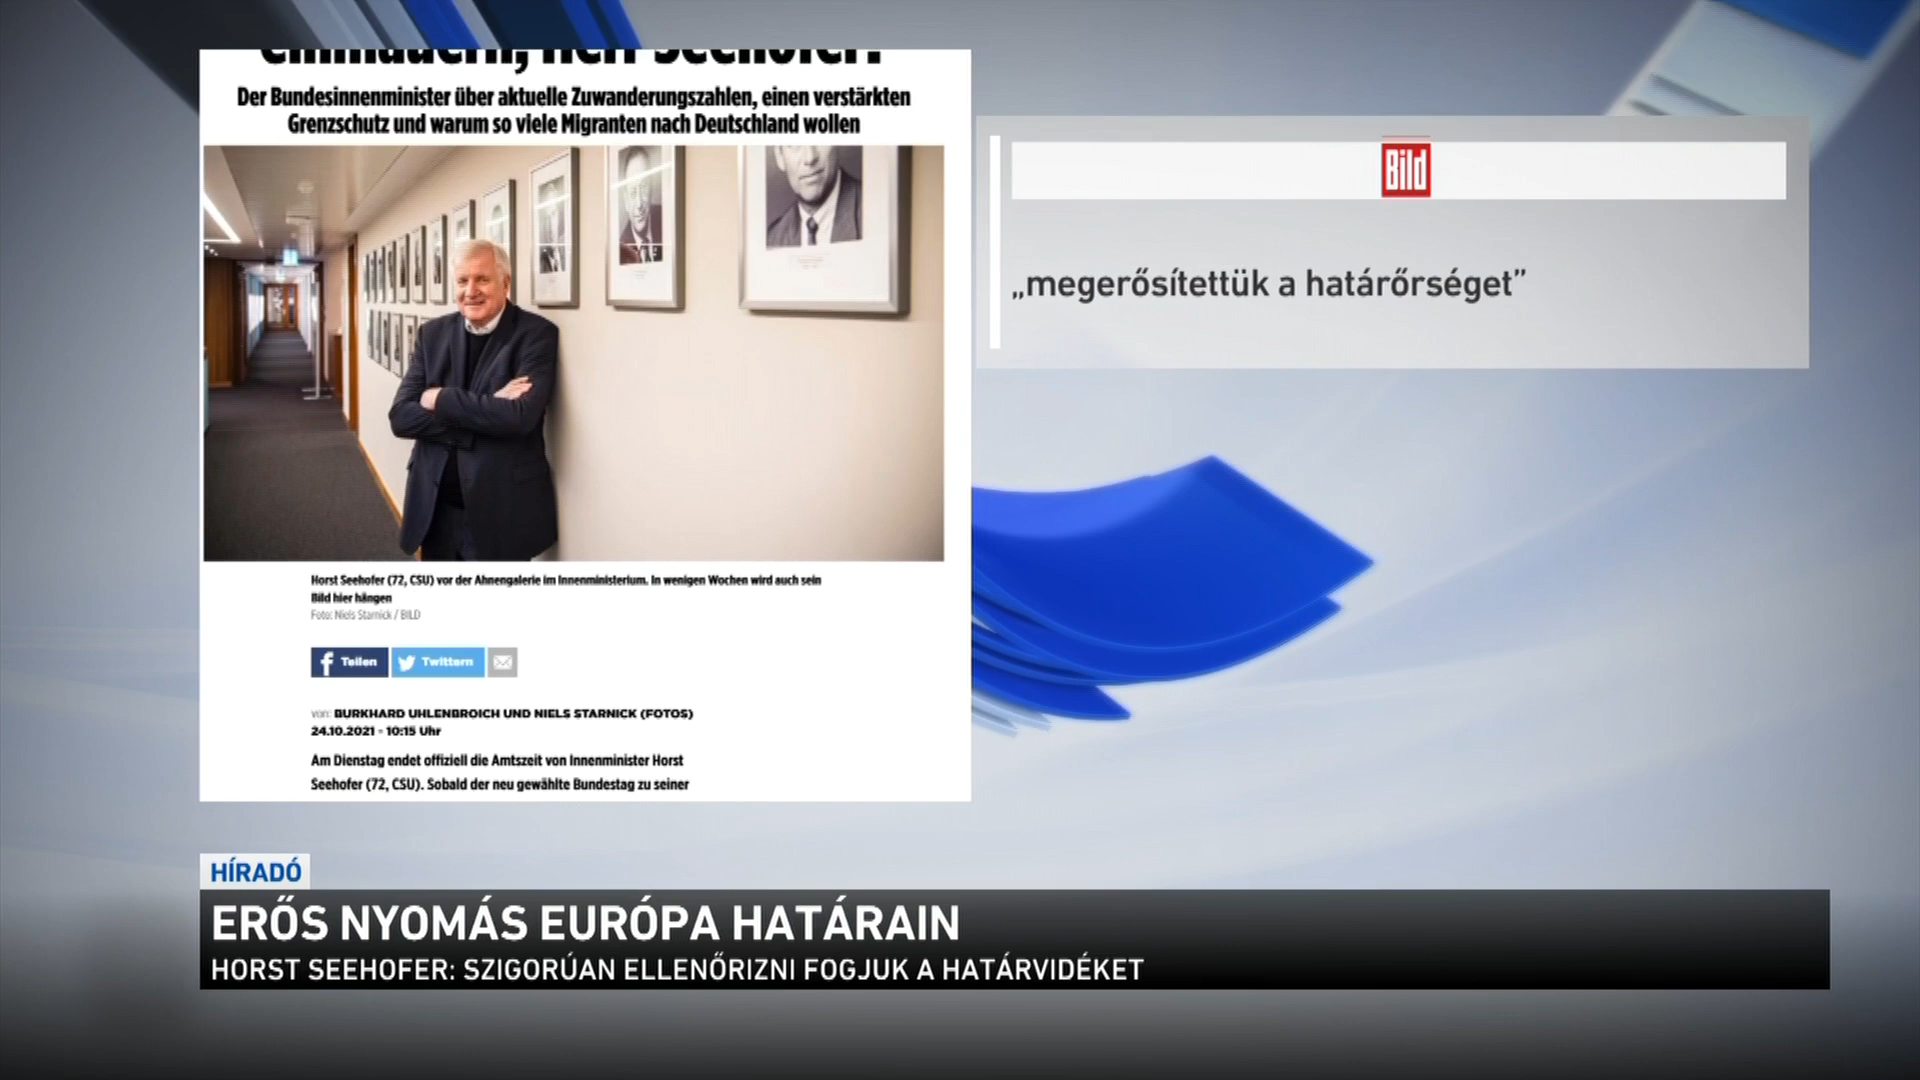 Der Bundesinnenminister über aktuelle Zuwanderungszahlen, einen verstärkten
Grenzschutz und warum so viele Migranten nach Deutschland wollen
Horst Seehofer (72, CSU) vor der Ahnengalerie im Innenministerium. In wenigen Wochen wird auch sein
Bild hier hängen
Foto: Niels Starnick / BILD
Teilen
Twittern
von: BURKHARD UHLENBROICH UND NIELS STARNICK (FOTOS)
24.10.2021 - 10:15 Uhr
Am Dienstag endet offiziell die Amtszeit von Innenminister Horst
Seehofer (72, CSU). Sobald der neu gewählte Bundestag zu seiner
Bild
„megerősítettük a határőrséget”
HÍRADÓ
ERŐS NYOMÁS EURÓPA HATÁRAIN
HORST SEEHOFER: SZIGORÚAN ELLENŐRIZNI FOGJUK A HATÁRVIDÉKET